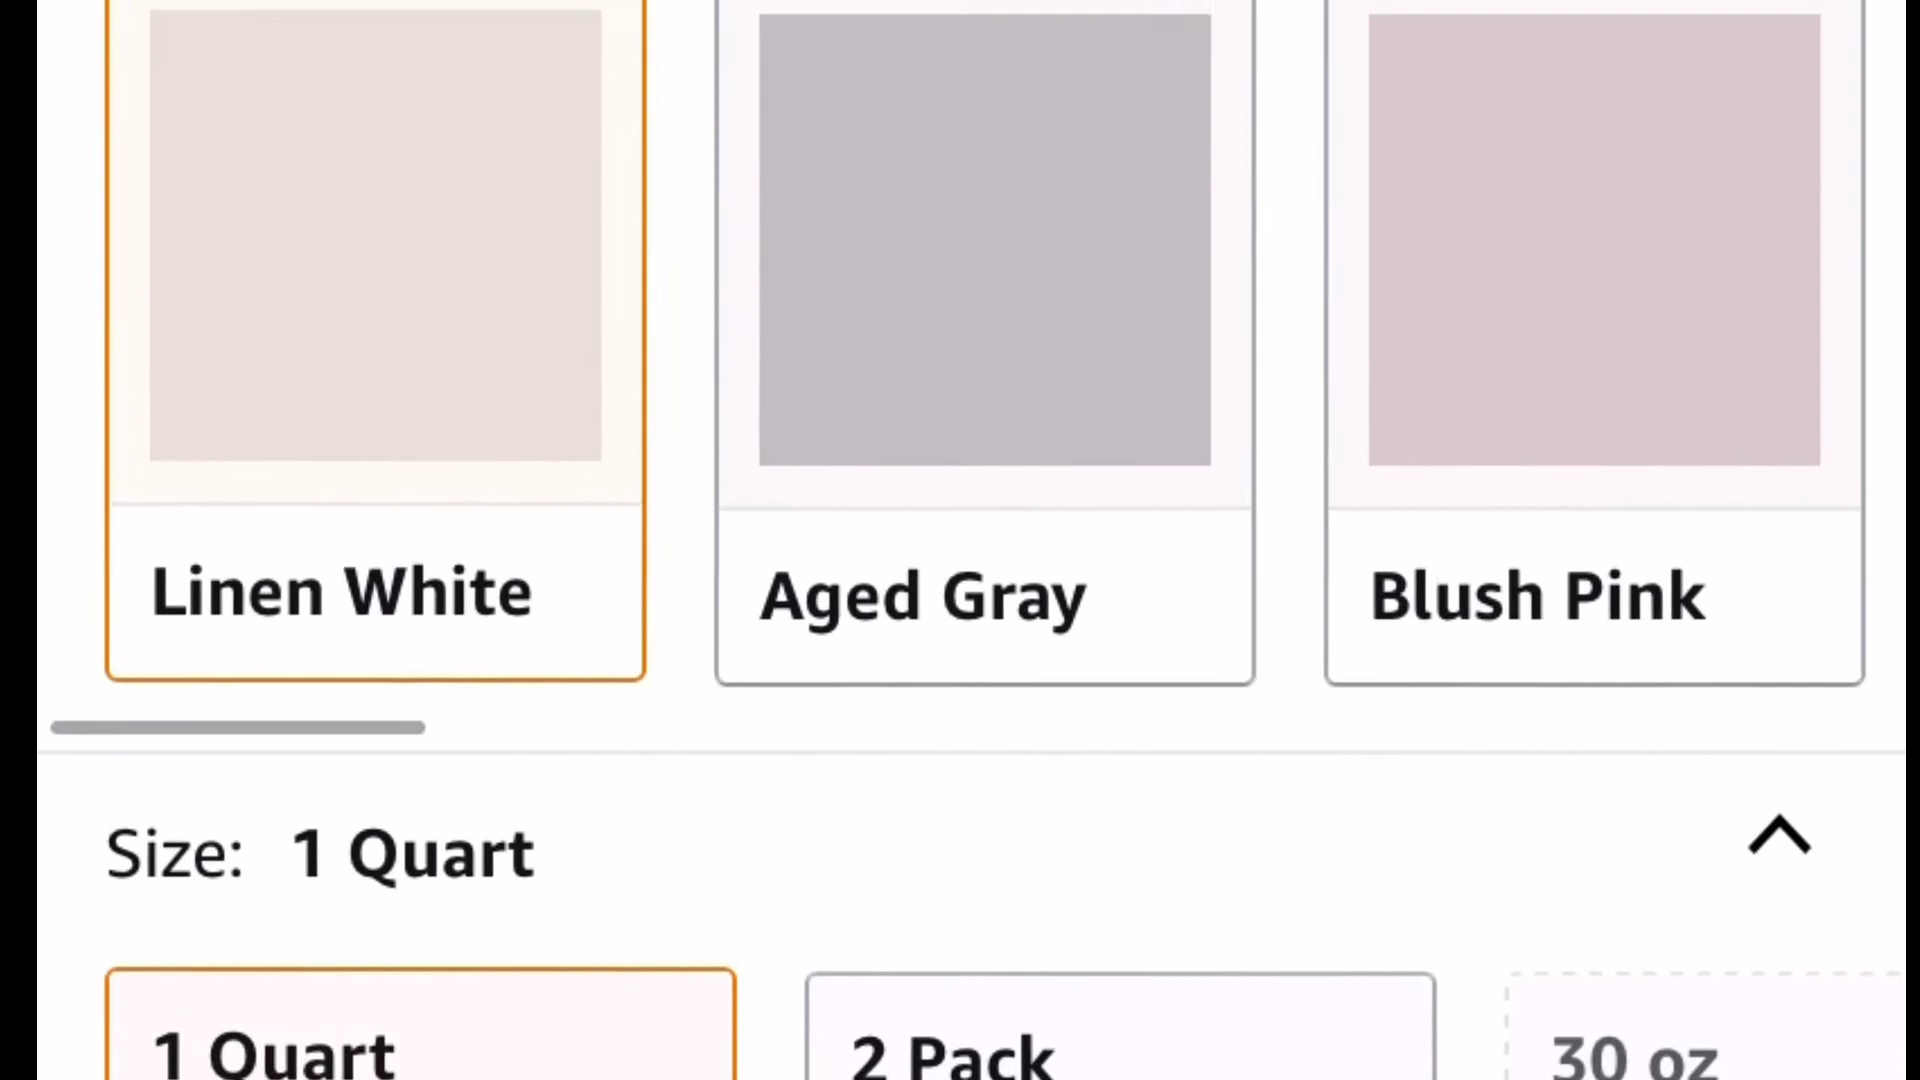 Linen White
Aged Gray
Blush Pink
Size: 1 Quart
1 Quart
2 Pack
30 oz